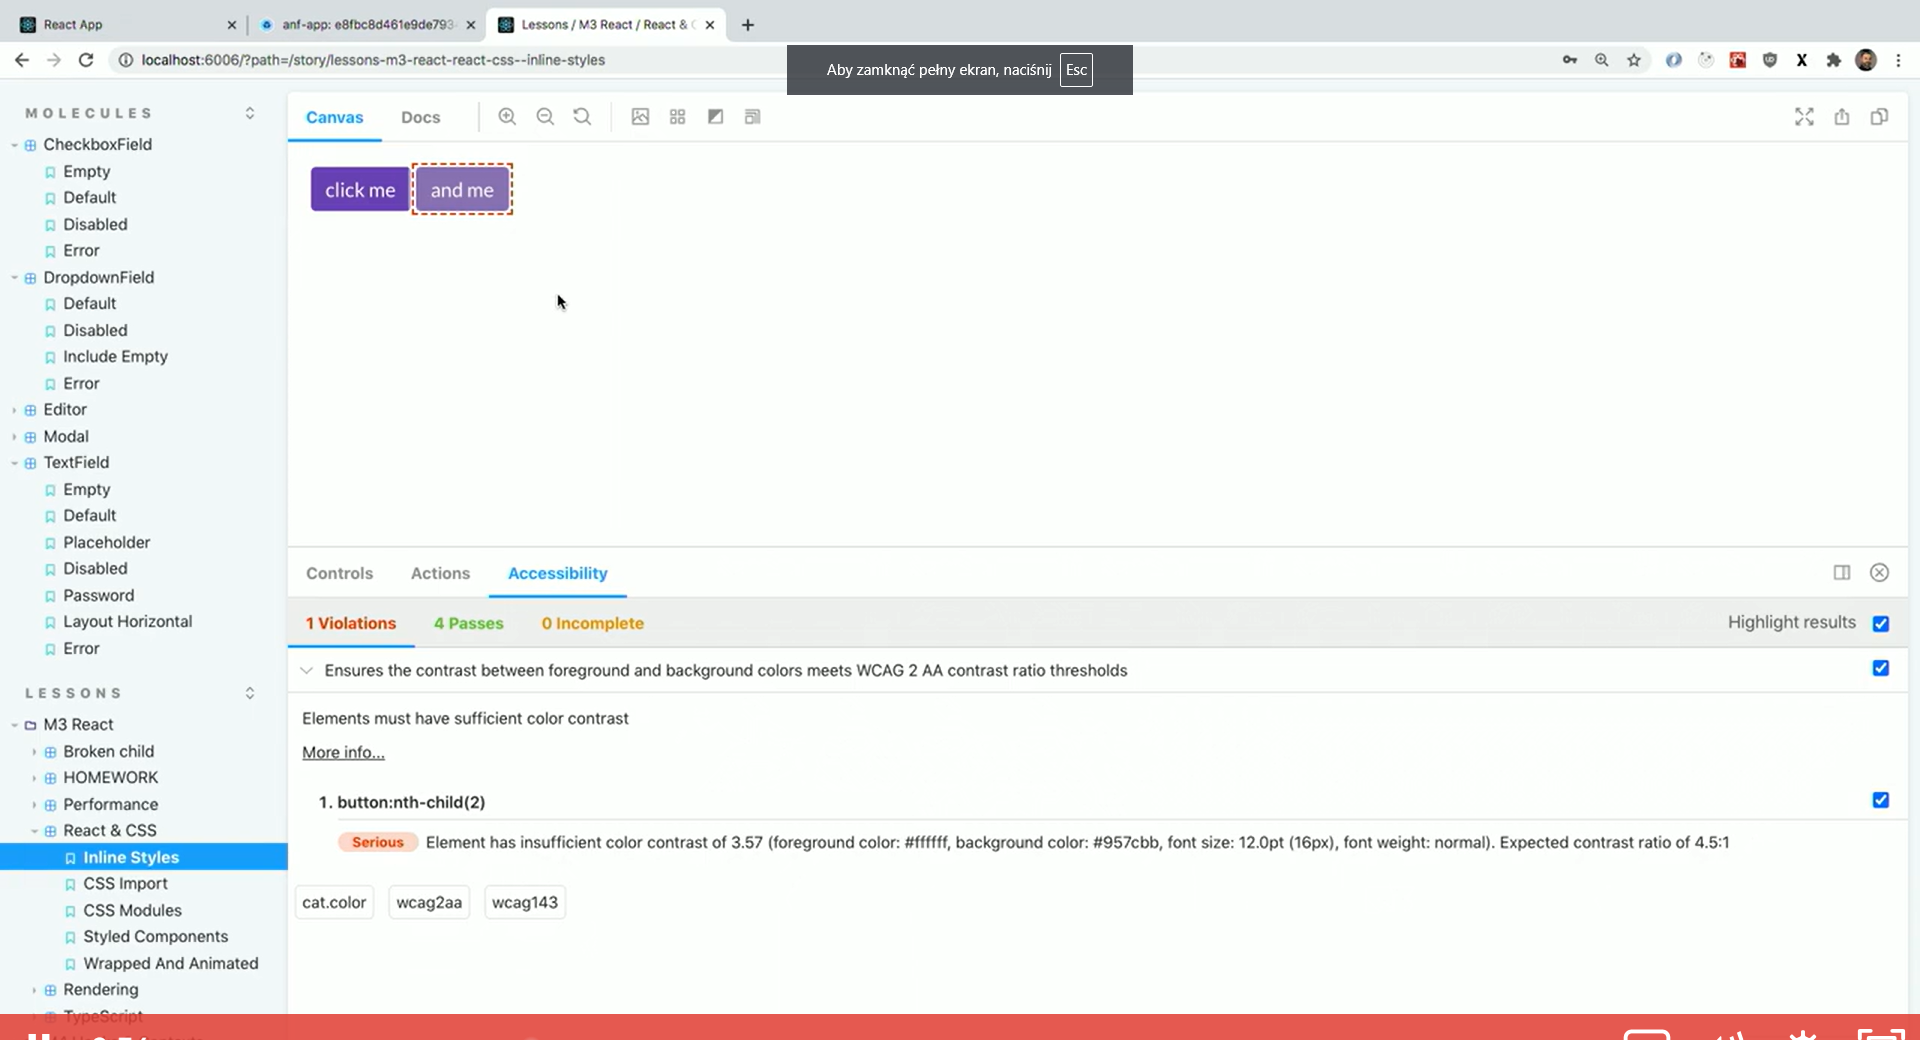 React App
anf-app: e8fbc8d461e9de793
Lessons / M3 React / React &
localhost:6006/?path=/story/lessons-m3-react-react-css--inline-styles
Aby zamknąć pełny ekran, naciśnij Esc
MOLECULES
CheckboxField
Empty
Default
Disabled
Error
DropdownField
Default
Disabled
Include Empty
Error
Editor
Modal
TextField
Empty
Default
Placeholder
Disabled
Password
Layout Horizontal
Error
LESSONS
M3 React
Broken child
HOMEWORK
Performance
React & CSS
Inline Styles
CSS Import
CSS Modules
Styled Components
Wrapped And Animated
Rendering
TypeScript
Canvas
Docs
click me
and me
Controls
Actions
Accessibility
1 Violations
4 Passes
0 Incomplete
Highlight results
Ensures the contrast between foreground and background colors meets WCAG 2 AA contrast ratio thresholds
Elements must have sufficient color contrast
More info...
1. button:nth-child(2)
Serious Element has insufficient color contrast of 3.57 (foreground color: #ffffff, background color: #957cbb, font size: 12.0pt (16px), font weight: normal). Expected contrast ratio of 4.5:1
cat.color
wcag2aa
wcag143